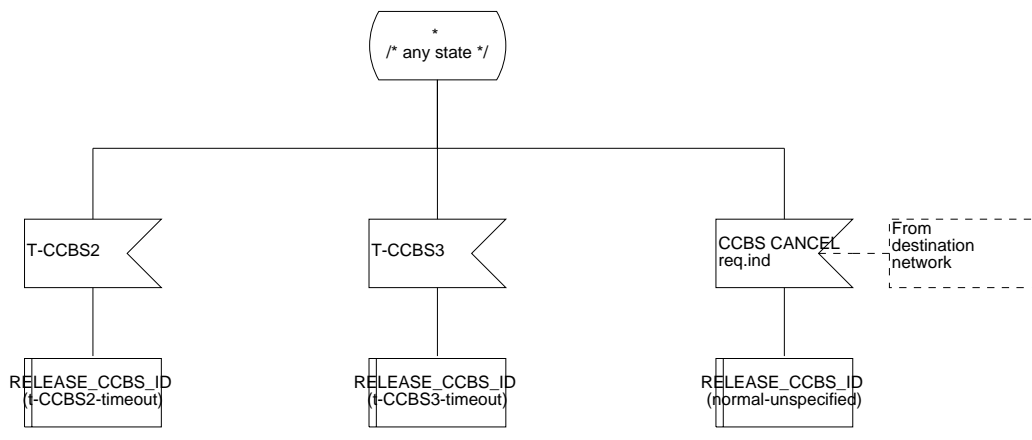 *
/* any state */
T-CCBS2
T-CCBS3
CCBS CANCEL
req.ind
From
destination
network
RELEASE_CCBS_ID
(t-CCBS2-timeout)
RELEASE_CCBS_ID
(t-CCBS3-timeout)
RELEASE_CCBS_ID
(normal-unspecified)